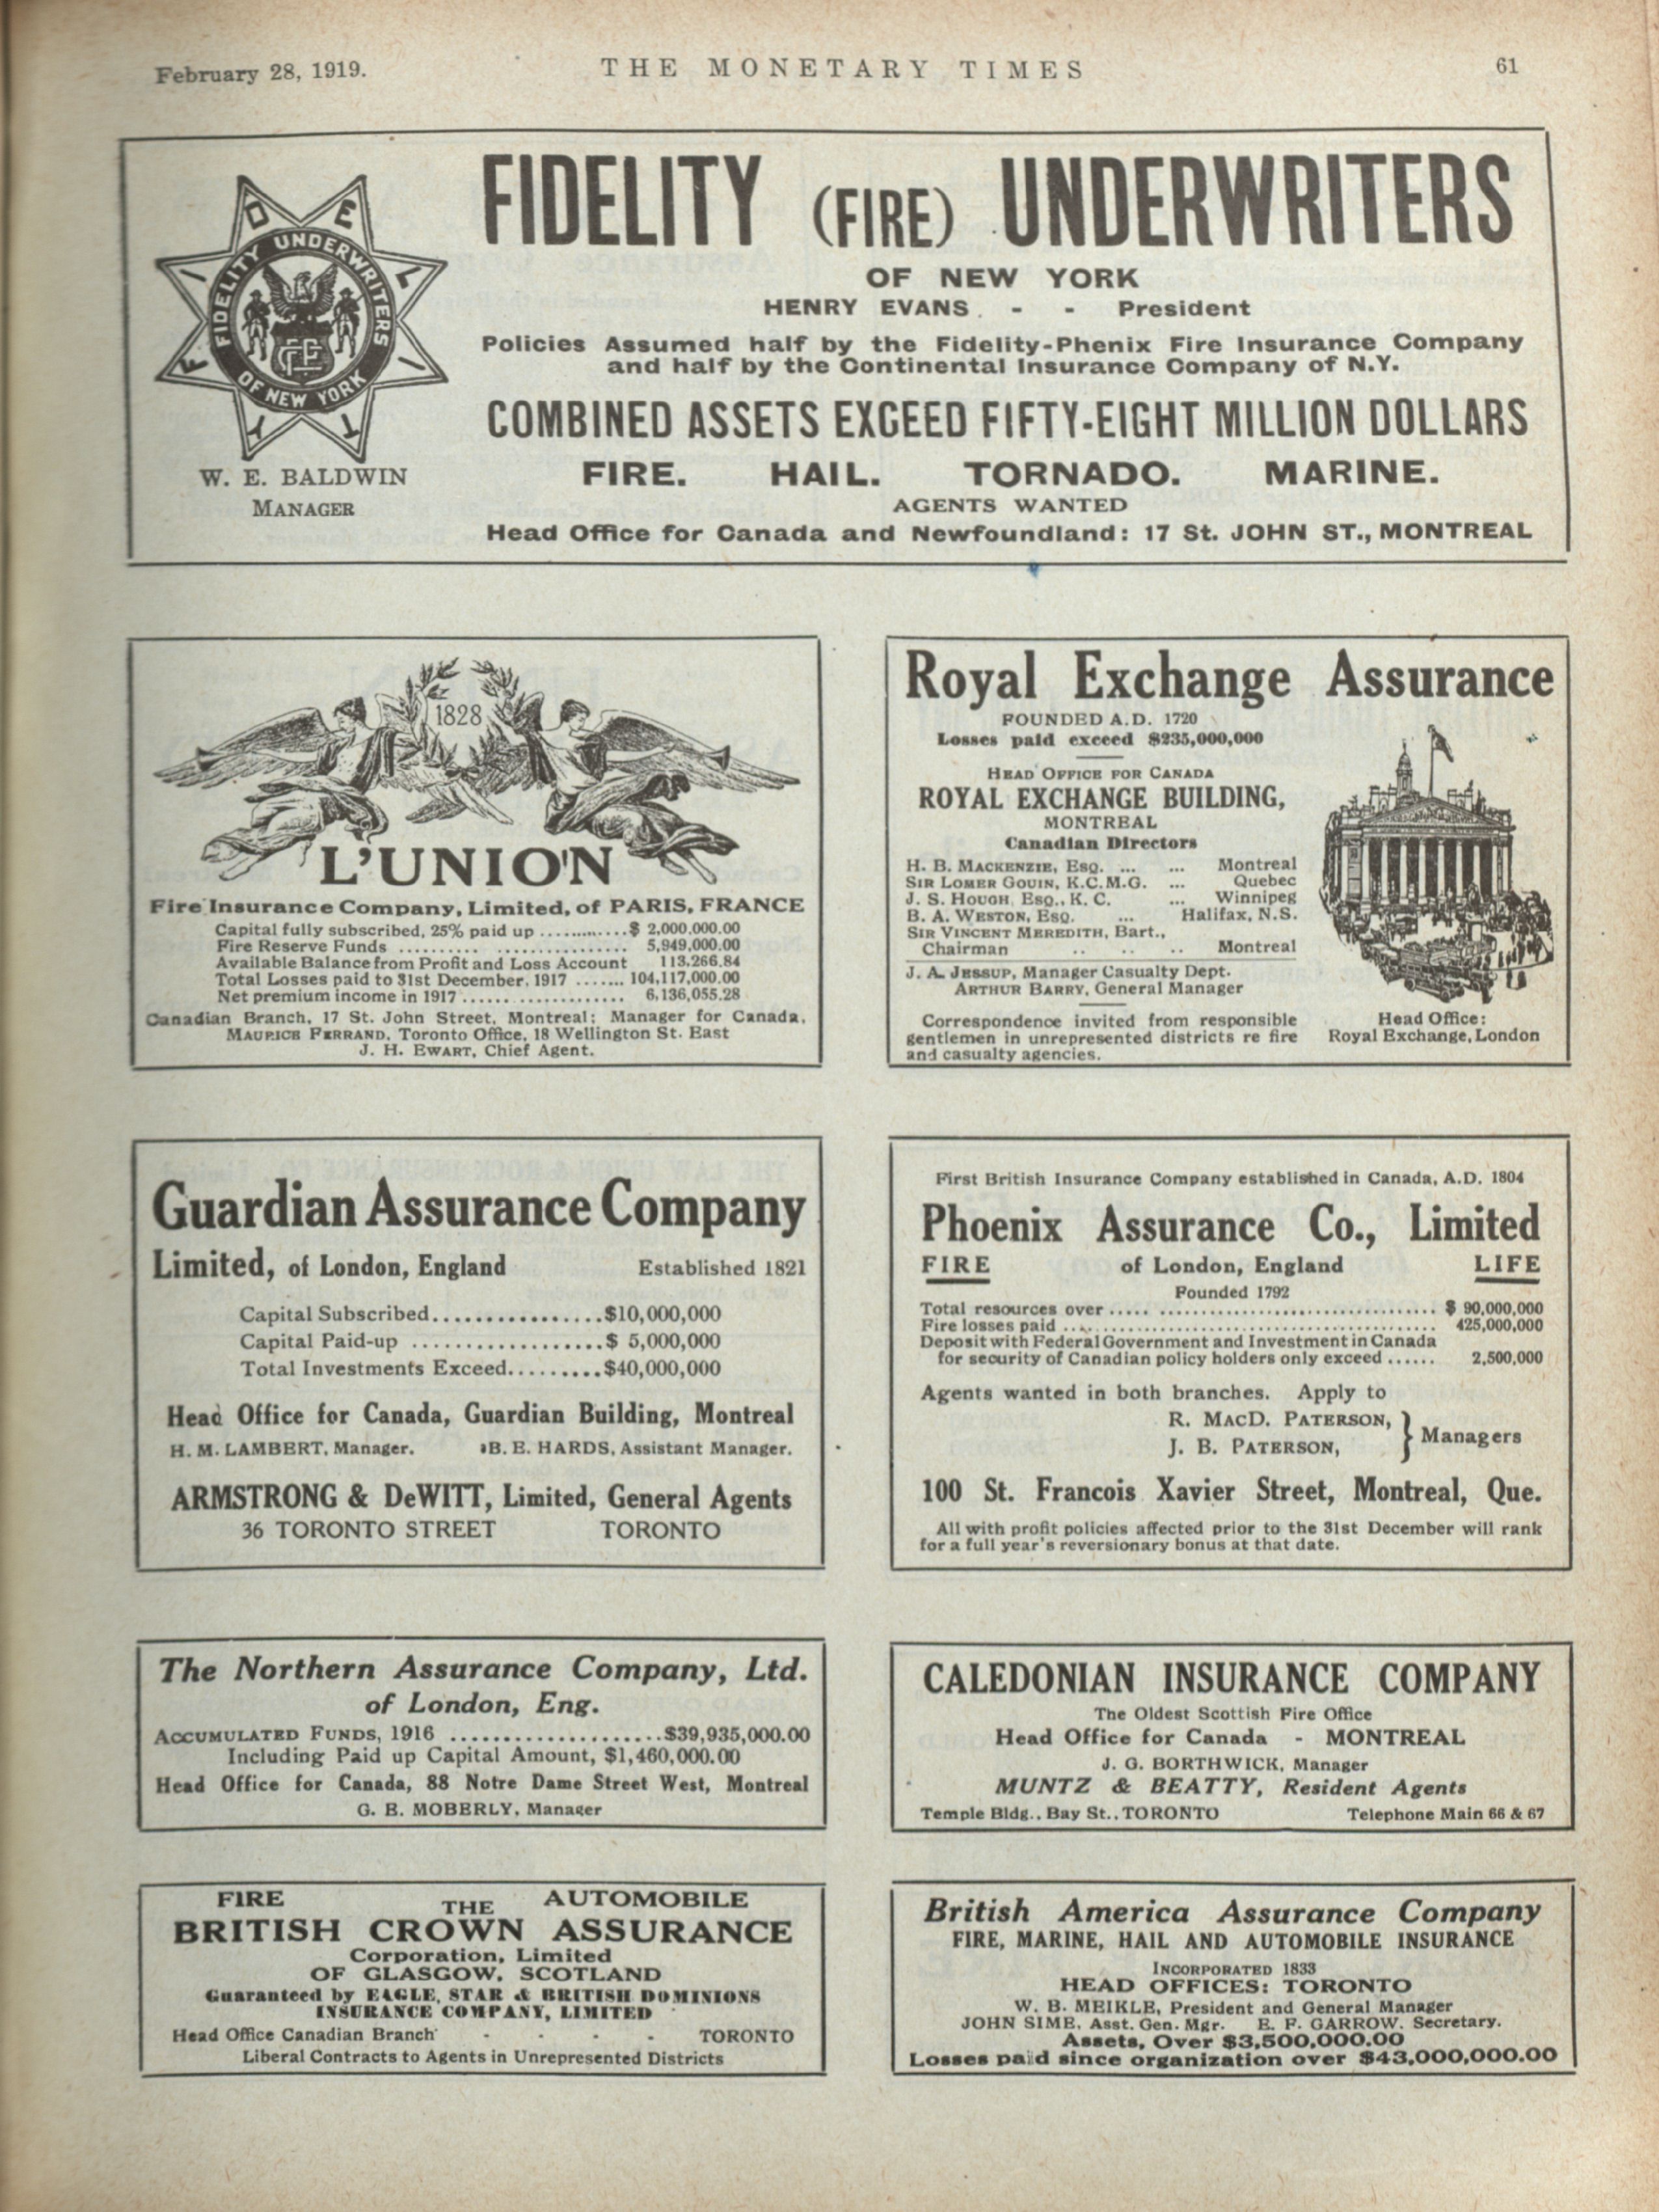 February 28, 1919.
THE MONETARY TIMES
61
FIDELITY
FIDELITY UNDERWRITERS
OF NEW YORK
W. E. BALDWIN
MANAGER
FIDELITY (FIRE) UNDERWRITERS
OF NEW YORK
HENRY EVANS - - President
Policies Assumed half by the Fidelity-Phenix Fire Insurance Company
and half by the Continental Insurance Company of N.Y.
COMBINED ASSETS EXCEED FIFTY-EIGHT MILLION DOLLARS
FIRE. HAIL. TORNADO. MARINE.
AGENTS WANTED
Head Office for Canada and Newfoundland: 17 St. JOHN ST., MONTREAL
1828
L'UNION
Fire Insurance Company, Limited, of PARIS, FRANCE
Capital fully subscribed, 25% paid up ............$ 2,000,000.00
Fire Reserve Funds .......... ................ 5,949,000.00
Available Balance from Profit and Loss Account 113,266.84
Total Losses paid to 31st December, 1917 ....... 104,117,000.00
Net premium income in 1917 ...... ............. 6,136,055.28
Canadian Branch, 17 St. John Street, Montreal; Manager for Canada,
MAURICE FERRAND, Toronto Office, 18 Wellington St. East
J. H. EWART, Chief Agent.
Royal Exchange Assurance
FOUNDED A.D. 1720
Losses paid exceed $235,000,000
HEAD OFFICE FOR CANADA
ROYAL EXCHANGE BUILDING,
MONTREAL
Canadian Directors
H. B. MACKENZIE, ESQ. ... ... Montreal
SIR LOMER GOUIN, K.C.M.G. ... Quebec
J. S. HOUGH, ESQ., K. C. ... Winnipeg
B. A. WESTON, ESQ. ... Halifax, N.S.
SIR VINCENT MEREDITH, Bart.,
Chairman .. .. .. Montreal
J. A. JESSUP, Manager Casualty Dept.
ARTHUR BARRY, General Manager
Correspondence invited from responsible
gentlemen in unrepresented districts re fire
and casualty agencies.
Head Office:
Royal Exchange, London
Guardian Assurance Company
Limited, of London, England Established 1821
Capital Subscribed................$10,000,000
Capital Paid-up ..................$ 5,000,000
Total Investments Exceed.........$40,000,000
Head Office for Canada, Guardian Building, Montreal
H. M. LAMBERT, Manager. B. E. HARDS, Assistant Manager.
ARMSTRONG & DeWITT, Limited, General Agents
36 TORONTO STREET TORONTO
First British Insurance Company established in Canada, A.D. 1804
Phoenix Assurance Co., Limited
FIRE of London, England LIFE
Founded 1792
Total resources over ..... ................................. $ 90,000,000
Fire losses paid ............................................ 425,000,000
Deposit with Federal Government and Investment in Canada
for security of Canadian policy holders only exceed ...... 2,500,000
Agents wanted in both branches. Apply to
R. MACD. PATERSON,
J. B. PATERSON, } Managers
100 St. Francois Xavier Street, Montreal, Que.
All with profit policies affected prior to the 31st December will rank
for a full year's reversionary bonus at that date.
The Northern Assurance Company, Ltd.
of London, Eng.
ACCUMULATED FUNDS, 1916 ....................$39,935,000.00
Including Paid up Capital Amount, $1,460,000.00
Head Office for Canada, 88 Notre Dame Street West, Montreal
G. E. MOBERLY, Manager
CALEDONIAN INSURANCE COMPANY
The Oldest Scottish Fire Office
Head Office for Canada - MONTREAL
J. G. BORTHWICK, Manager
MUNTZ & BEATTY, Resident Agents
Temple Bldg., Bay St., TORONTO Telephone Main 66 & 67
FIRE THE AUTOMOBILE
BRITISH CROWN ASSURANCE
Corporation, Limited
OF GLASGOW, SCOTLAND
Guaranteed by EAGLE, STAR & BRITISH DOMINIONS
INSURANCE COMPANY, LIMITED
Head Office Canadian Branch - - - - TORONTO
Liberal Contracts to Agents in Unrepresented Districts
British America Assurance Company
FIRE, MARINE, HAIL AND AUTOMOBILE INSURANCE
INCORPORATED 1833
HEAD OFFICES: TORONTO
W. B. MEIKLE, President and General Manager
JOHN SIME, Asst. Gen. Mgr. E. F. GARROW, Secretary.
Assets, Over $3,500,000.00
Losses paid since organization over $43,000,000.00